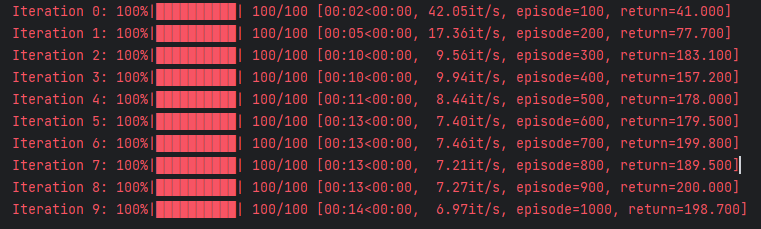 Iteration 0: 100%|██████████| 100/100 [00:02<00:00, 42.05it/s, episode=100, return=41.000]
Iteration 1: 100%|██████████| 100/100 [00:05<00:00, 17.36it/s, episode=200, return=77.700]
Iteration 2: 100%|██████████| 100/100 [00:10<00:00,  9.56it/s, episode=300, return=183.100]
Iteration 3: 100%|██████████| 100/100 [00:10<00:00,  9.94it/s, episode=400, return=157.200]
Iteration 4: 100%|██████████| 100/100 [00:11<00:00,  8.44it/s, episode=500, return=178.000]
Iteration 5: 100%|██████████| 100/100 [00:13<00:00,  7.40it/s, episode=600, return=179.500]
Iteration 6: 100%|██████████| 100/100 [00:13<00:00,  7.46it/s, episode=700, return=199.800]
Iteration 7: 100%|██████████| 100/100 [00:13<00:00,  7.21it/s, episode=800, return=189.500]
Iteration 8: 100%|██████████| 100/100 [00:13<00:00,  7.27it/s, episode=900, return=200.000]
Iteration 9: 100%|██████████| 100/100 [00:14<00:00,  6.97it/s, episode=1000, return=198.700]